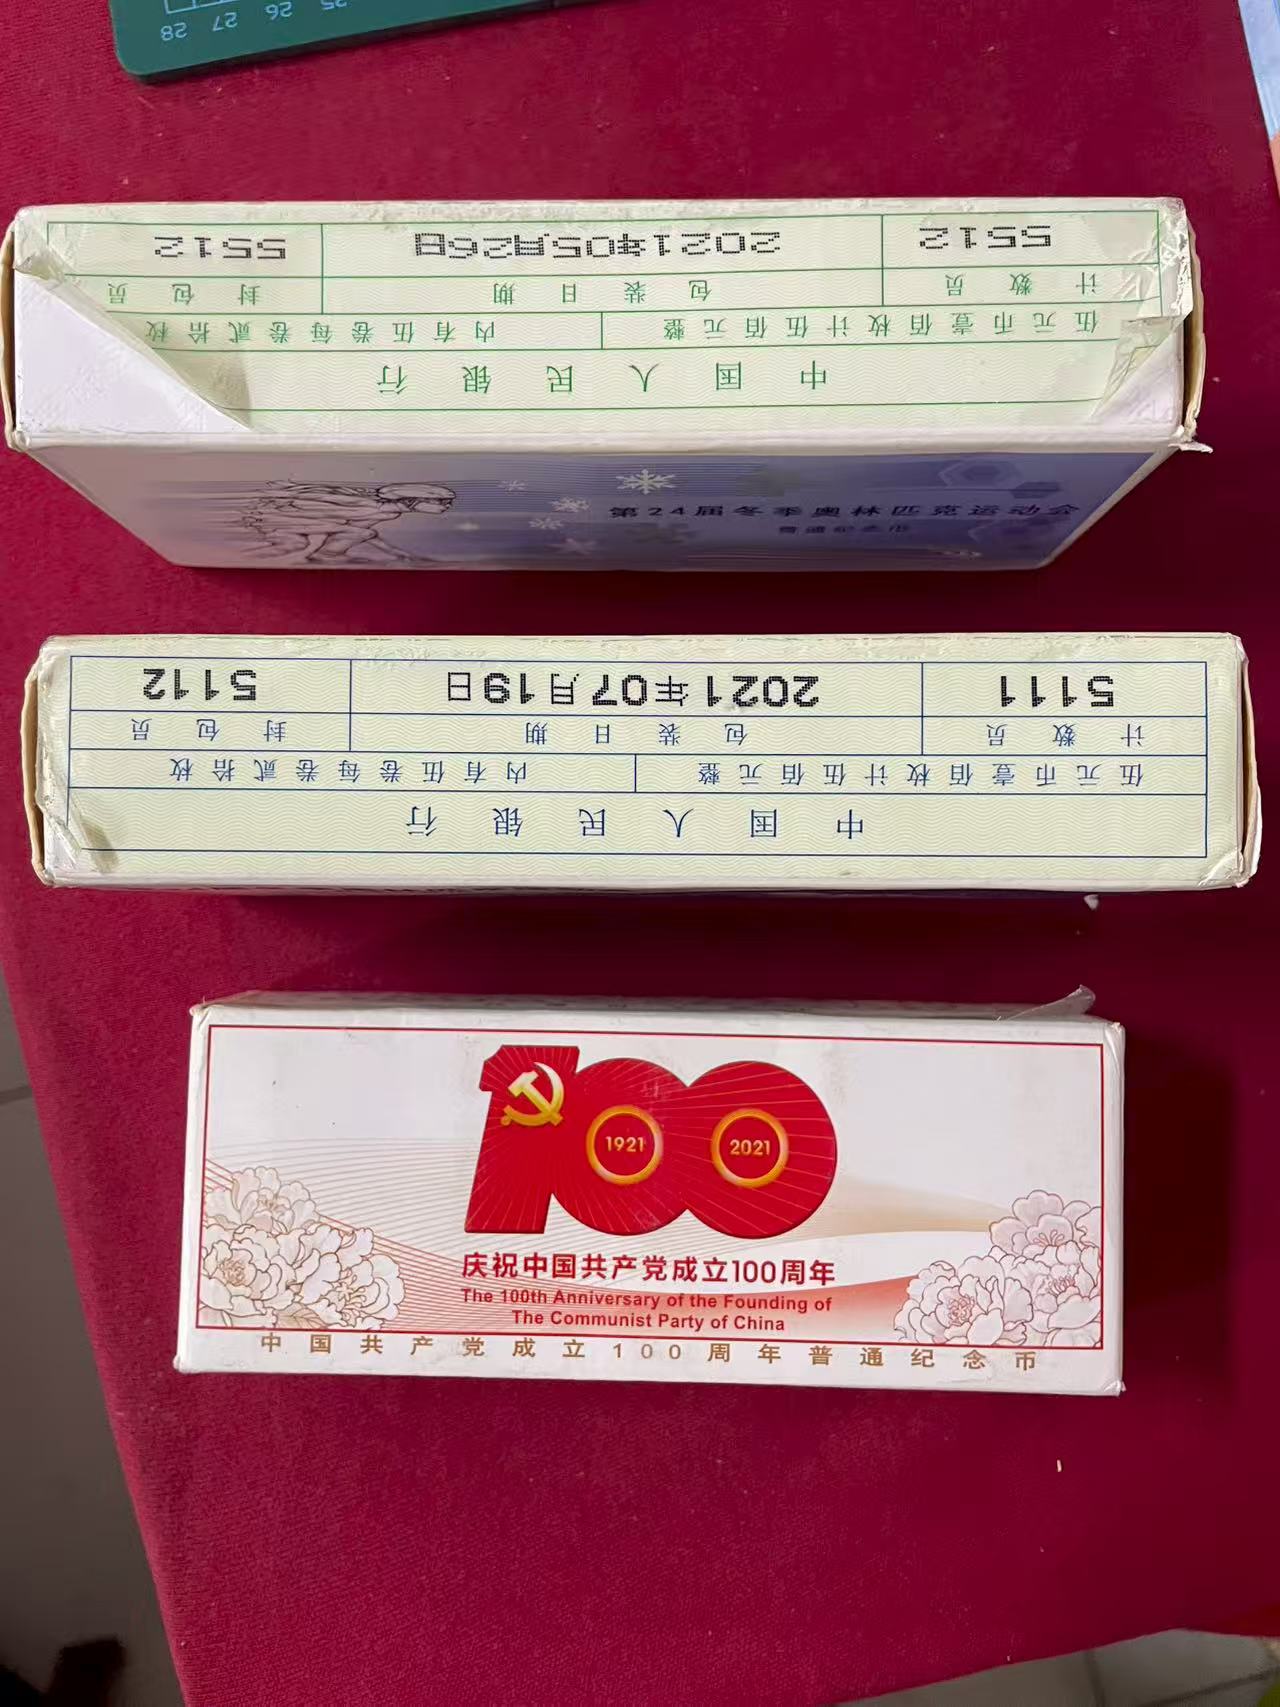 28 27 26 25
中国人民银行
伍元币壹佰枚计伍佰元整 内有伍卷每卷贰拾枚
计数员 包装日期 封包员
5512 2021年05月26日 5512
第24届冬季奥林匹克运动会
普通纪念币
中国人民银行
伍元币壹佰枚计伍佰元整 内有伍卷每卷贰拾枚
计数员 包装日期 封包员
5111 2021年07月19日 5112
100
1921 2021
庆祝中国共产党成立100周年
The 100th Anniversary of the Founding of
The Communist Party of China
中国共产党成立100周年普通纪念币